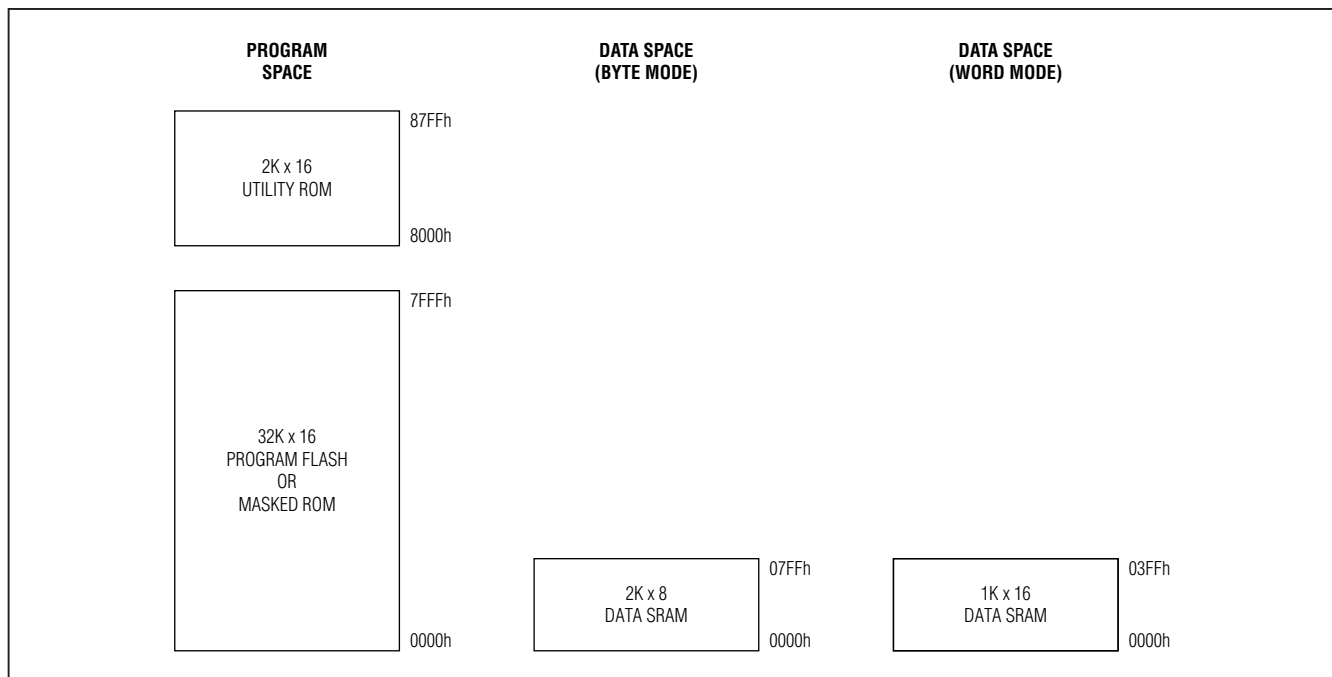 PROGRAM
SPACE
87FFh
2K x 16
UTILITY ROM
8000h
7FFFh
32K x 16
PROGRAM FLASH
OR
MASKED ROM
0000h
DATA SPACE
(BYTE MODE)
07FFh
2K x 8
DATA SRAM
0000h
DATA SPACE
(WORD MODE)
03FFh
1K x 16
DATA SRAM
0000h